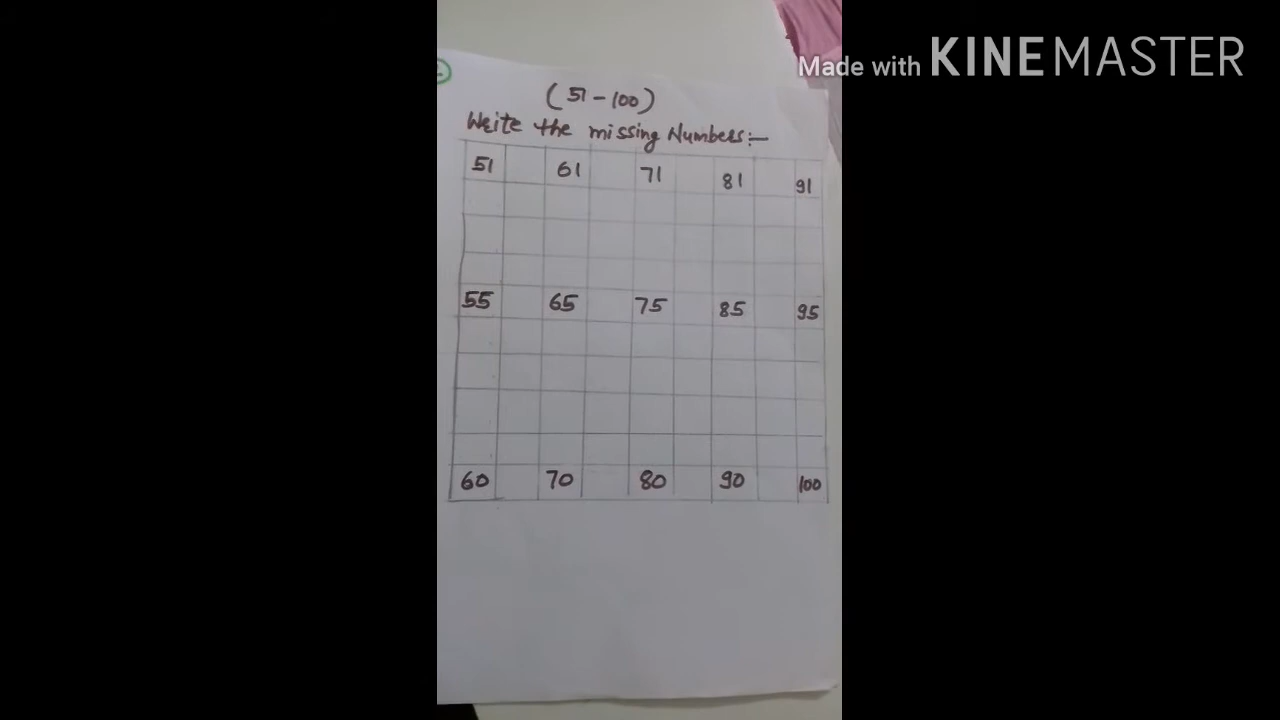 Made with KINEMASTER
(51-100)
Write the missing Numbers:-
51 61 71 81 91
55 65 75 85 95
60 70 80 90 100